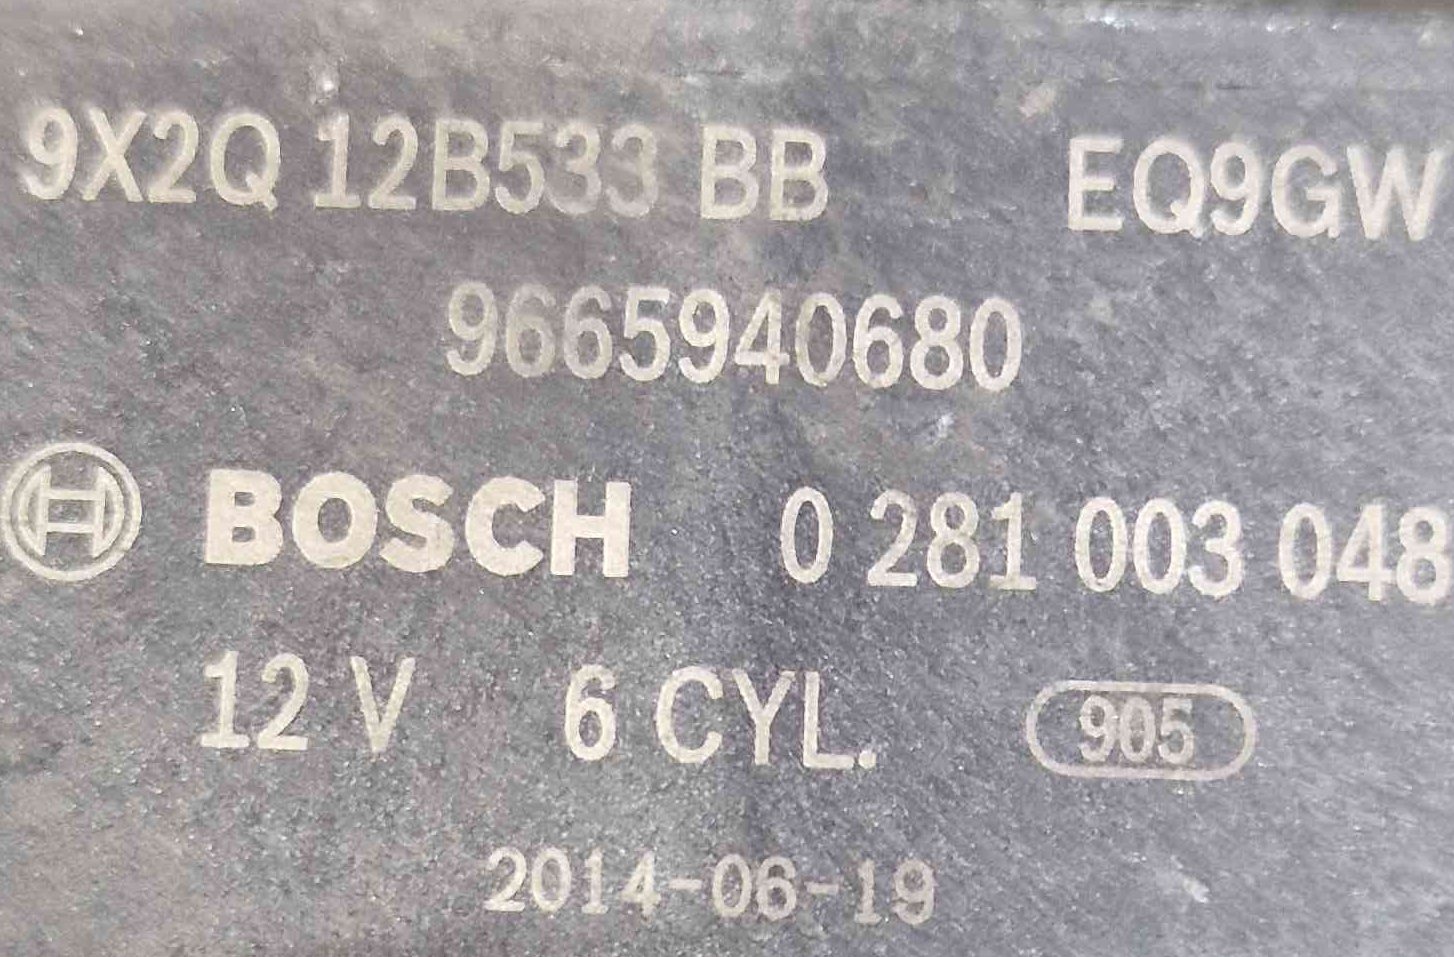 9X2Q 12B533 BB EQ9GW
9665940680
BOSCH 0 281 003 048
12 V 6 CYL. 905
2014-06-19